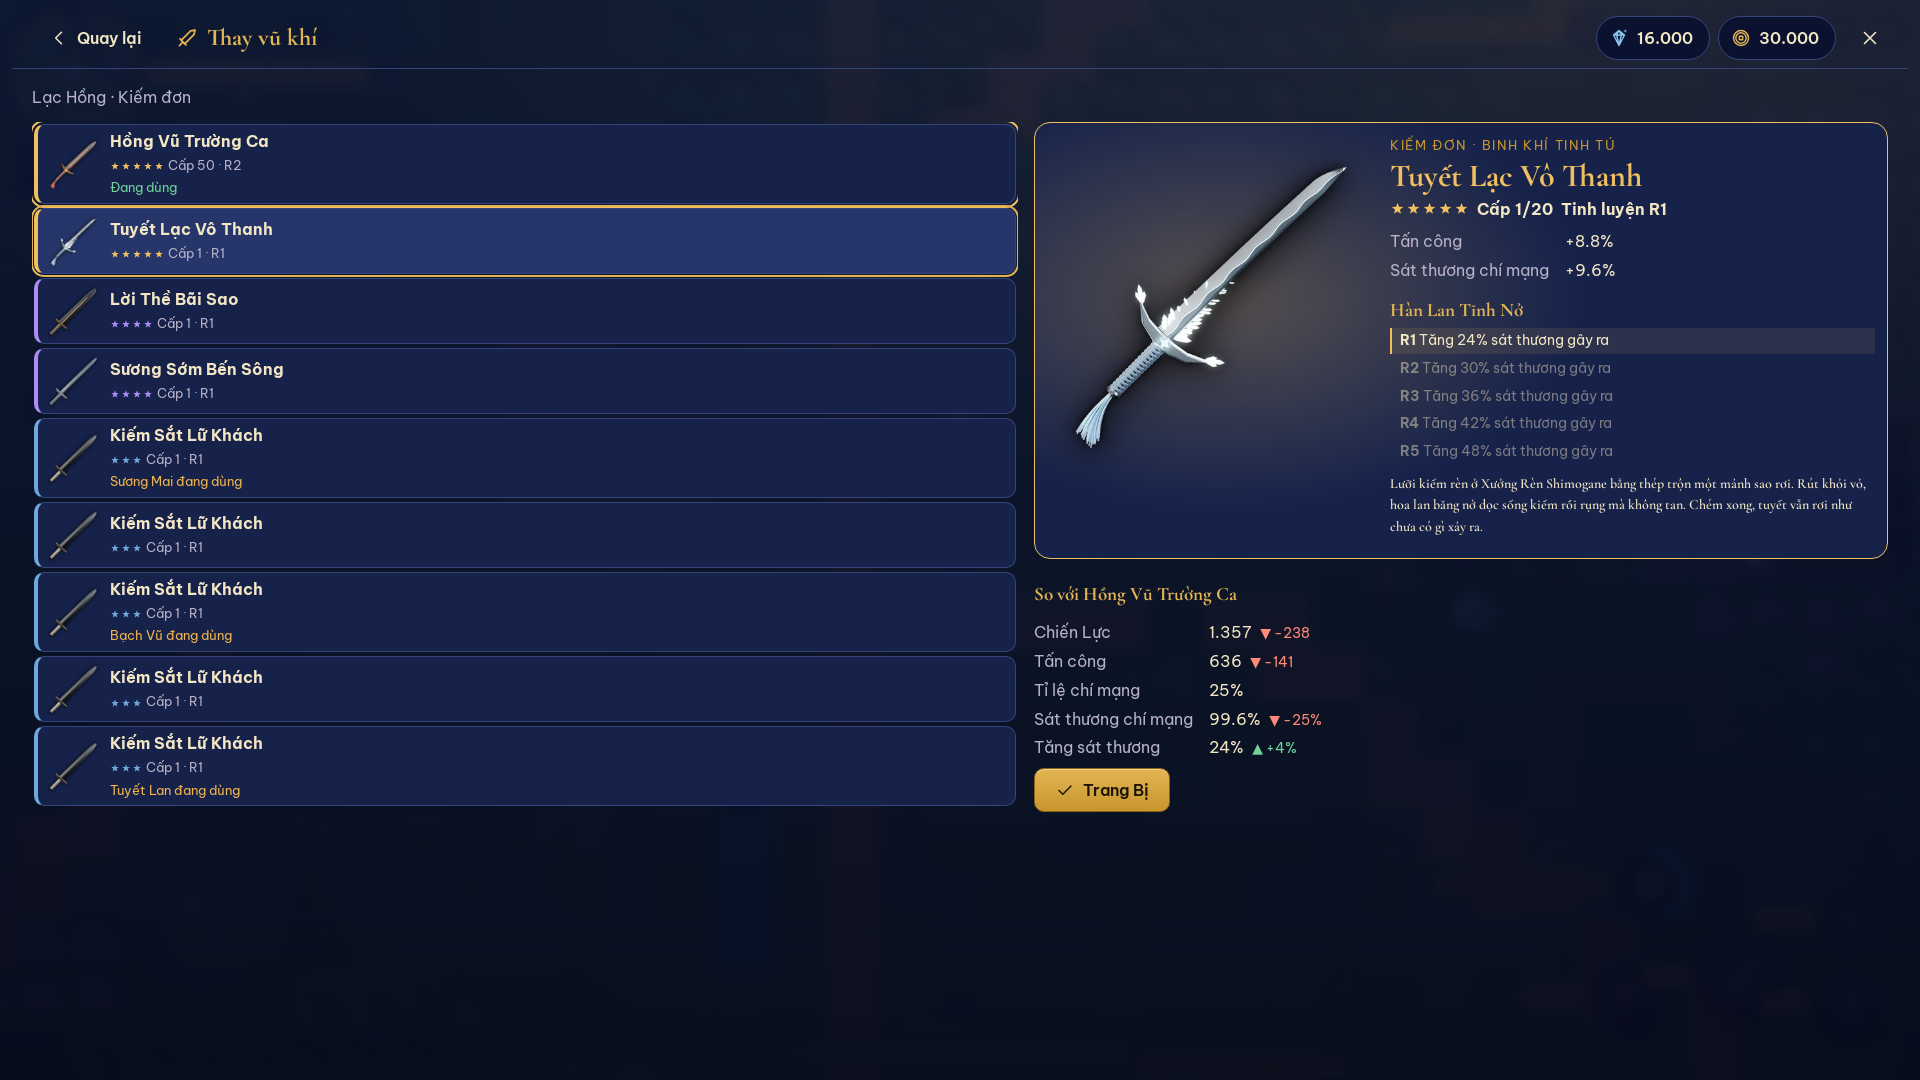 Quay lại
Thay vũ khí
16.000
30.000
Lạc Hồng · Kiếm đơn
Hồng Vũ Trường Ca
★★★★★ Cấp 50 · R2
Đang dùng
Tuyết Lạc Vô Thanh
★★★★★ Cấp 1 · R1
Lời Thề Bãi Sao
★★★★ Cấp 1 · R1
Sương Sớm Bến Sông
★★★★ Cấp 1 · R1
Kiếm Sắt Lữ Khách
★★★ Cấp 1 · R1
Sương Mai đang dùng
Kiếm Sắt Lữ Khách
★★★ Cấp 1 · R1
Kiếm Sắt Lữ Khách
★★★ Cấp 1 · R1
Bạch Vũ đang dùng
Kiếm Sắt Lữ Khách
★★★ Cấp 1 · R1
Kiếm Sắt Lữ Khách
★★★ Cấp 1 · R1
Tuyết Lan đang dùng
KIẾM ĐƠN · BINH KHÍ TINH TÚ
Tuyết Lạc Vô Thanh
★★★★★ Cấp 1/20 Tinh luyện R1
Tấn công +8.8%
Sát thương chí mạng +9.6%
Hàn Lan Tĩnh Nở
R1 Tăng 24% sát thương gây ra
R2 Tăng 30% sát thương gây ra
R3 Tăng 36% sát thương gây ra
R4 Tăng 42% sát thương gây ra
R5 Tăng 48% sát thương gây ra
Lưỡi kiếm rèn ở Xưởng Rèn Shimogane bằng thép trộn một mảnh sao rơi. Rút khỏi vỏ,
hoa lan băng nở dọc sống kiếm rồi rụng mà không tan. Chém xong, tuyết vẫn rơi như
chưa có gì xảy ra.
So với Hồng Vũ Trường Ca
Chiến Lực 1.357 ▼-238
Tấn công 636 ▼-141
Tỉ lệ chí mạng 25%
Sát thương chí mạng 99.6% ▼-25%
Tăng sát thương 24% ▲+4%
Trang Bị